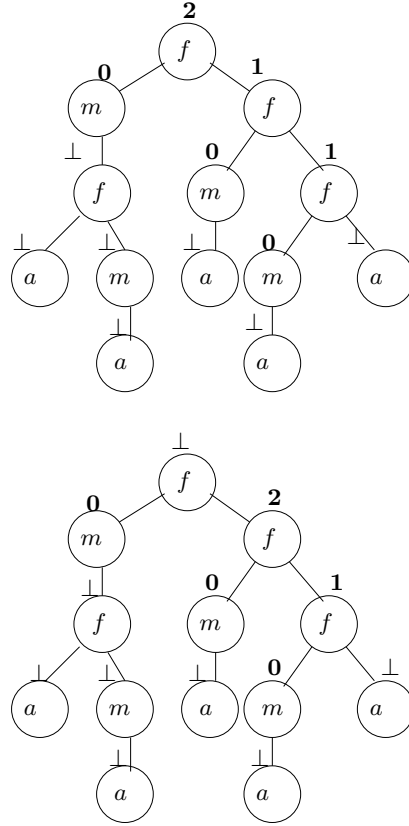 2
f
0 1
m f
⊥ 0 1
f m f
⊥ ⊥ ⊥ 0 ⊥
a m a m a
⊥ ⊥
a a
⊥
f
0 2
m f
⊥ 0 1
f m f
⊥ ⊥ ⊥ 0 ⊥
a m a m a
⊥ ⊥
a a